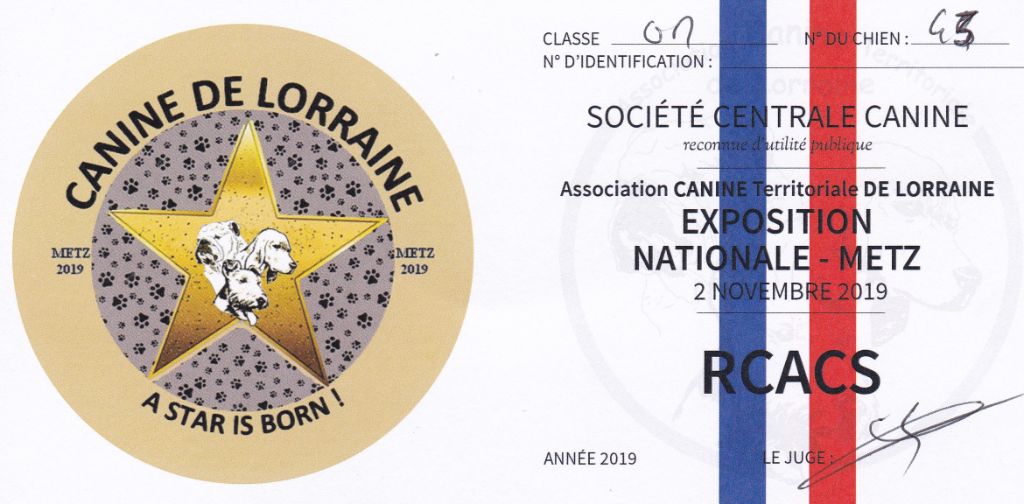 CANINE DE LORRAINE
METZ
2019
METZ
2019
A STAR IS BORN !
CLASSE N° DU CHIEN :
N° D'IDENTIFICATION :
SOCIÉTÉ CENTRALE CANINE
reconnue d'utilité publique
Association CANINE Territoriale DE LORRAINE
EXPOSITION
NATIONALE - METZ
2 NOVEMBRE 2019
RCACS
ANNÉE 2019 LE JUGE :